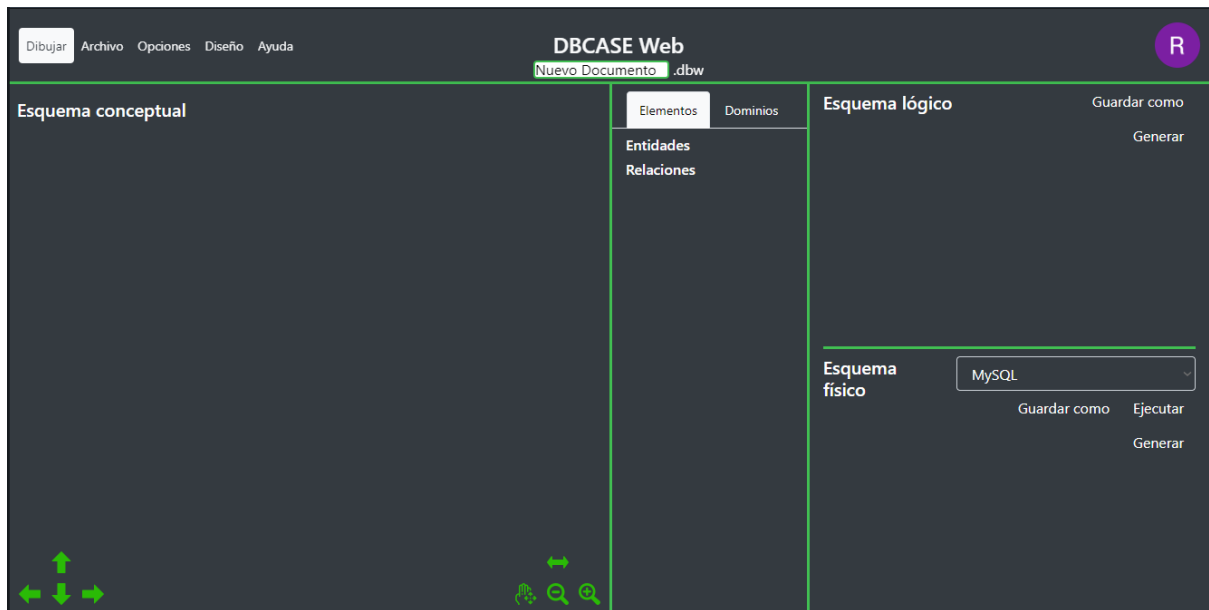 Dibujar Archivo Opciones Diseño Ayuda
DBCASE Web
Nuevo Documento .dbw
R
Esquema conceptual
Elementos Dominios
Entidades
Relaciones
Esquema lógico Guardar como
Generar
Esquema
físico
MySQL
Guardar como Ejecutar
Generar